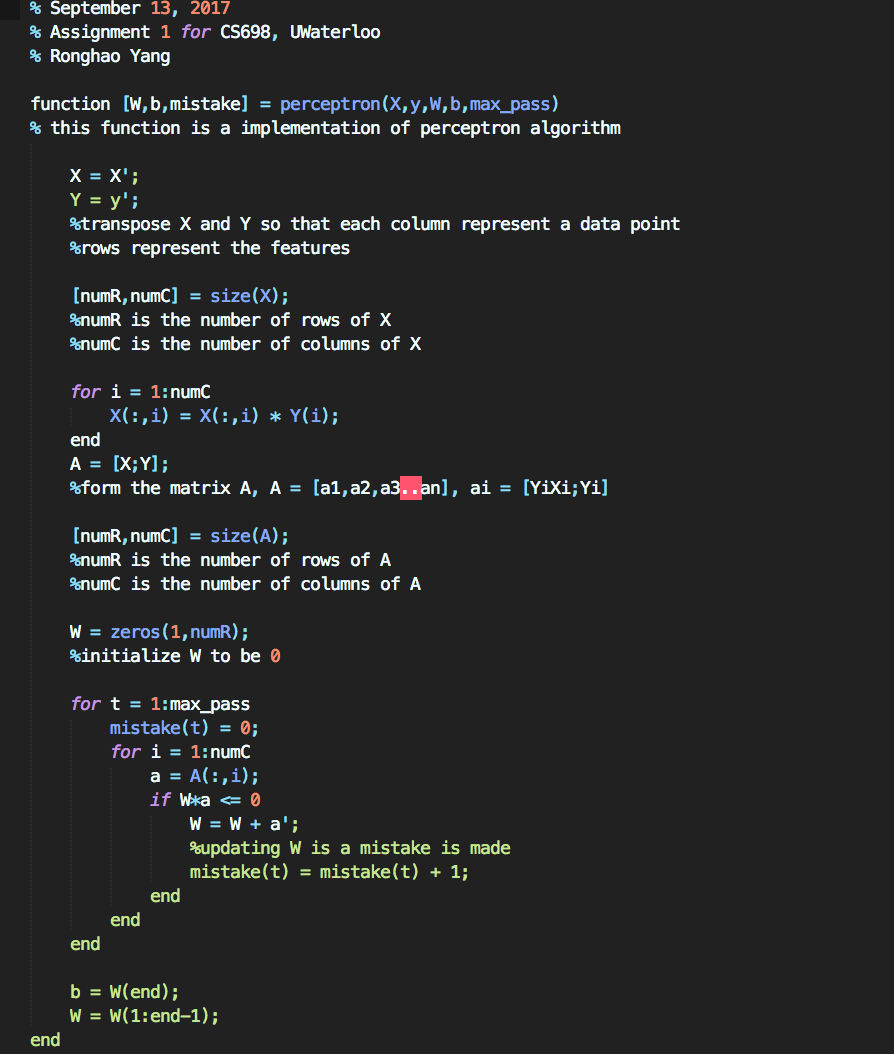 % September 13, 2017
% Assignment 1 for CS698, UWaterloo
% Ronghao Yang
function [W,b,mistake] = perceptron(X,y,W,b,max_pass)
% this function is a implementation of perceptron algorithm
X = X';
Y = y';
%transpose X and Y so that each column represent a data point
%rows represent the features
[numR,numC] = size(X);
%numR is the number of rows of X
%numC is the number of columns of X
for i = 1:numC
X(:,i) = X(:,i) * Y(i);
end
A = [X;Y];
%form the matrix A, A = [a1,a2,a3..an], ai = [YiXi;Yi]
[numR,numC] = size(A);
%numR is the number of rows of A
%numC is the number of columns of A
W = zeros(1,numR);
%initialize W to be 0
for t = 1:max_pass
mistake(t) = 0;
for i = 1:numC
a = A(:,i);
if W*a <= 0
W = W + a';
%updating W is a mistake is made
mistake(t) = mistake(t) + 1;
end
end
end
b = W(end);
W = W(1:end-1);
end